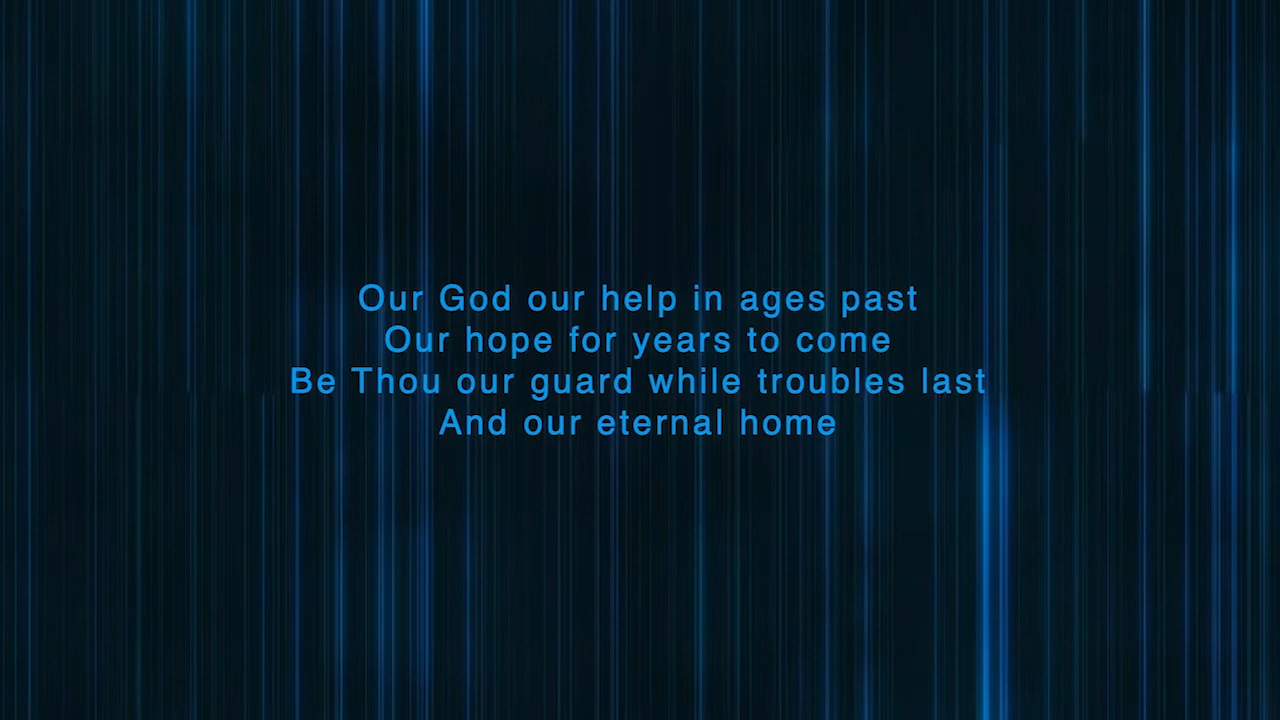 Our God our help in ages past
Our hope for years to come
Be Thou our guard while troubles last
And our eternal home